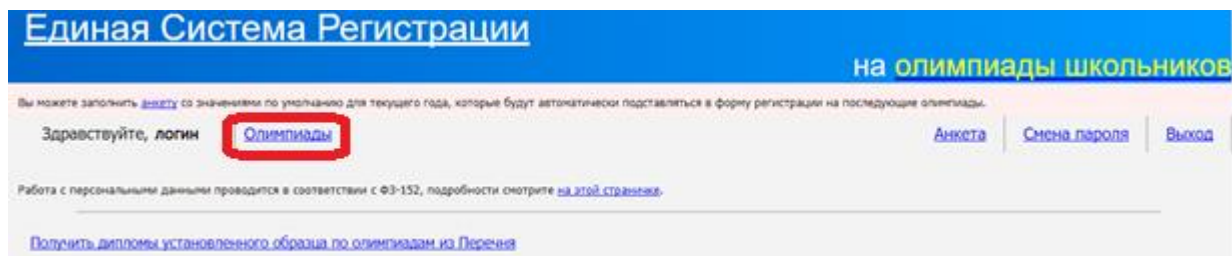 Единая Система Регистрации
на олимпиады школьников
Вы можете заполнить анкету со значениями по умолчанию для текущего года, которые будут автоматически подставляться в форму регистрации на последующие олимпиады.
Здравствуйте, логин Олимпиады Анкета Смена пароля Выход
Работа с персональными данными проводится в соответствии с ФЗ-152, подробности смотрите на этой страничке.
Получить дипломы установленного образца по олимпиадам из Перечня